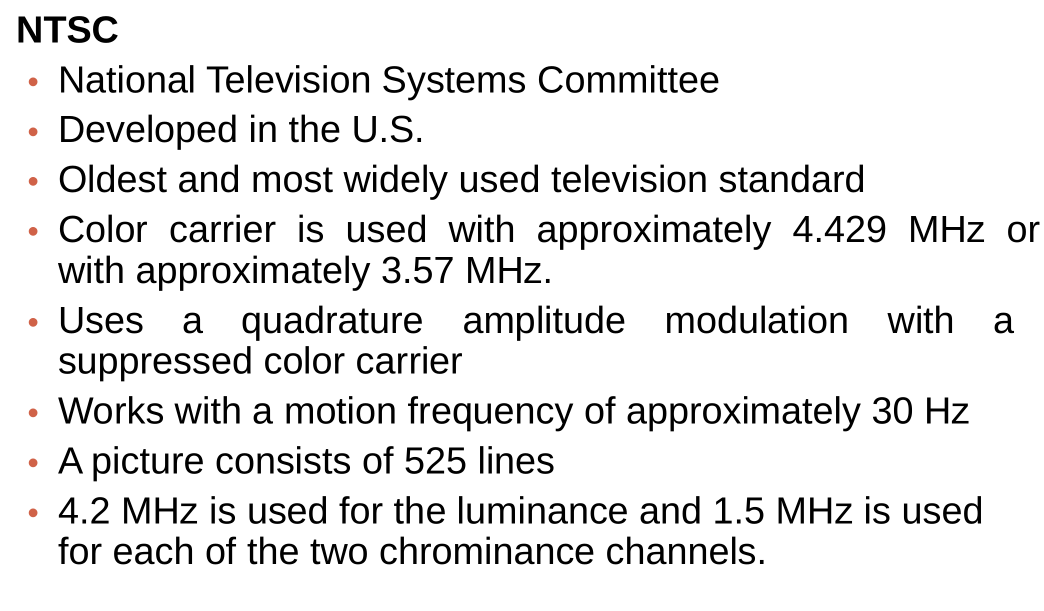 NTSC
• National Television Systems Committee
• Developed in the U.S.
• Oldest and most widely used television standard
• Color carrier is used with approximately 4.429 MHz or
with approximately 3.57 MHz.
• Uses a quadrature amplitude modulation with a
suppressed color carrier
• Works with a motion frequency of approximately 30 Hz
• A picture consists of 525 lines
• 4.2 MHz is used for the luminance and 1.5 MHz is used
for each of the two chrominance channels.